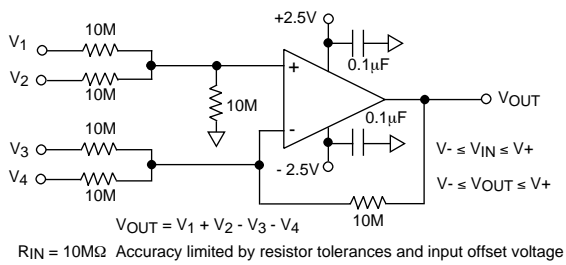 10M
+2.5V
V1
0.1µF
V2
10M
+
10M
VOUT
10M
0.1µF
-
V3
V- ≤ VIN ≤ V+
V4
- 2.5V
10M
V- ≤ VOUT ≤ V+
10M
VOUT = V1 + V2 - V3 - V4
RIN = 10MΩ Accuracy limited by resistor tolerances and input offset voltage